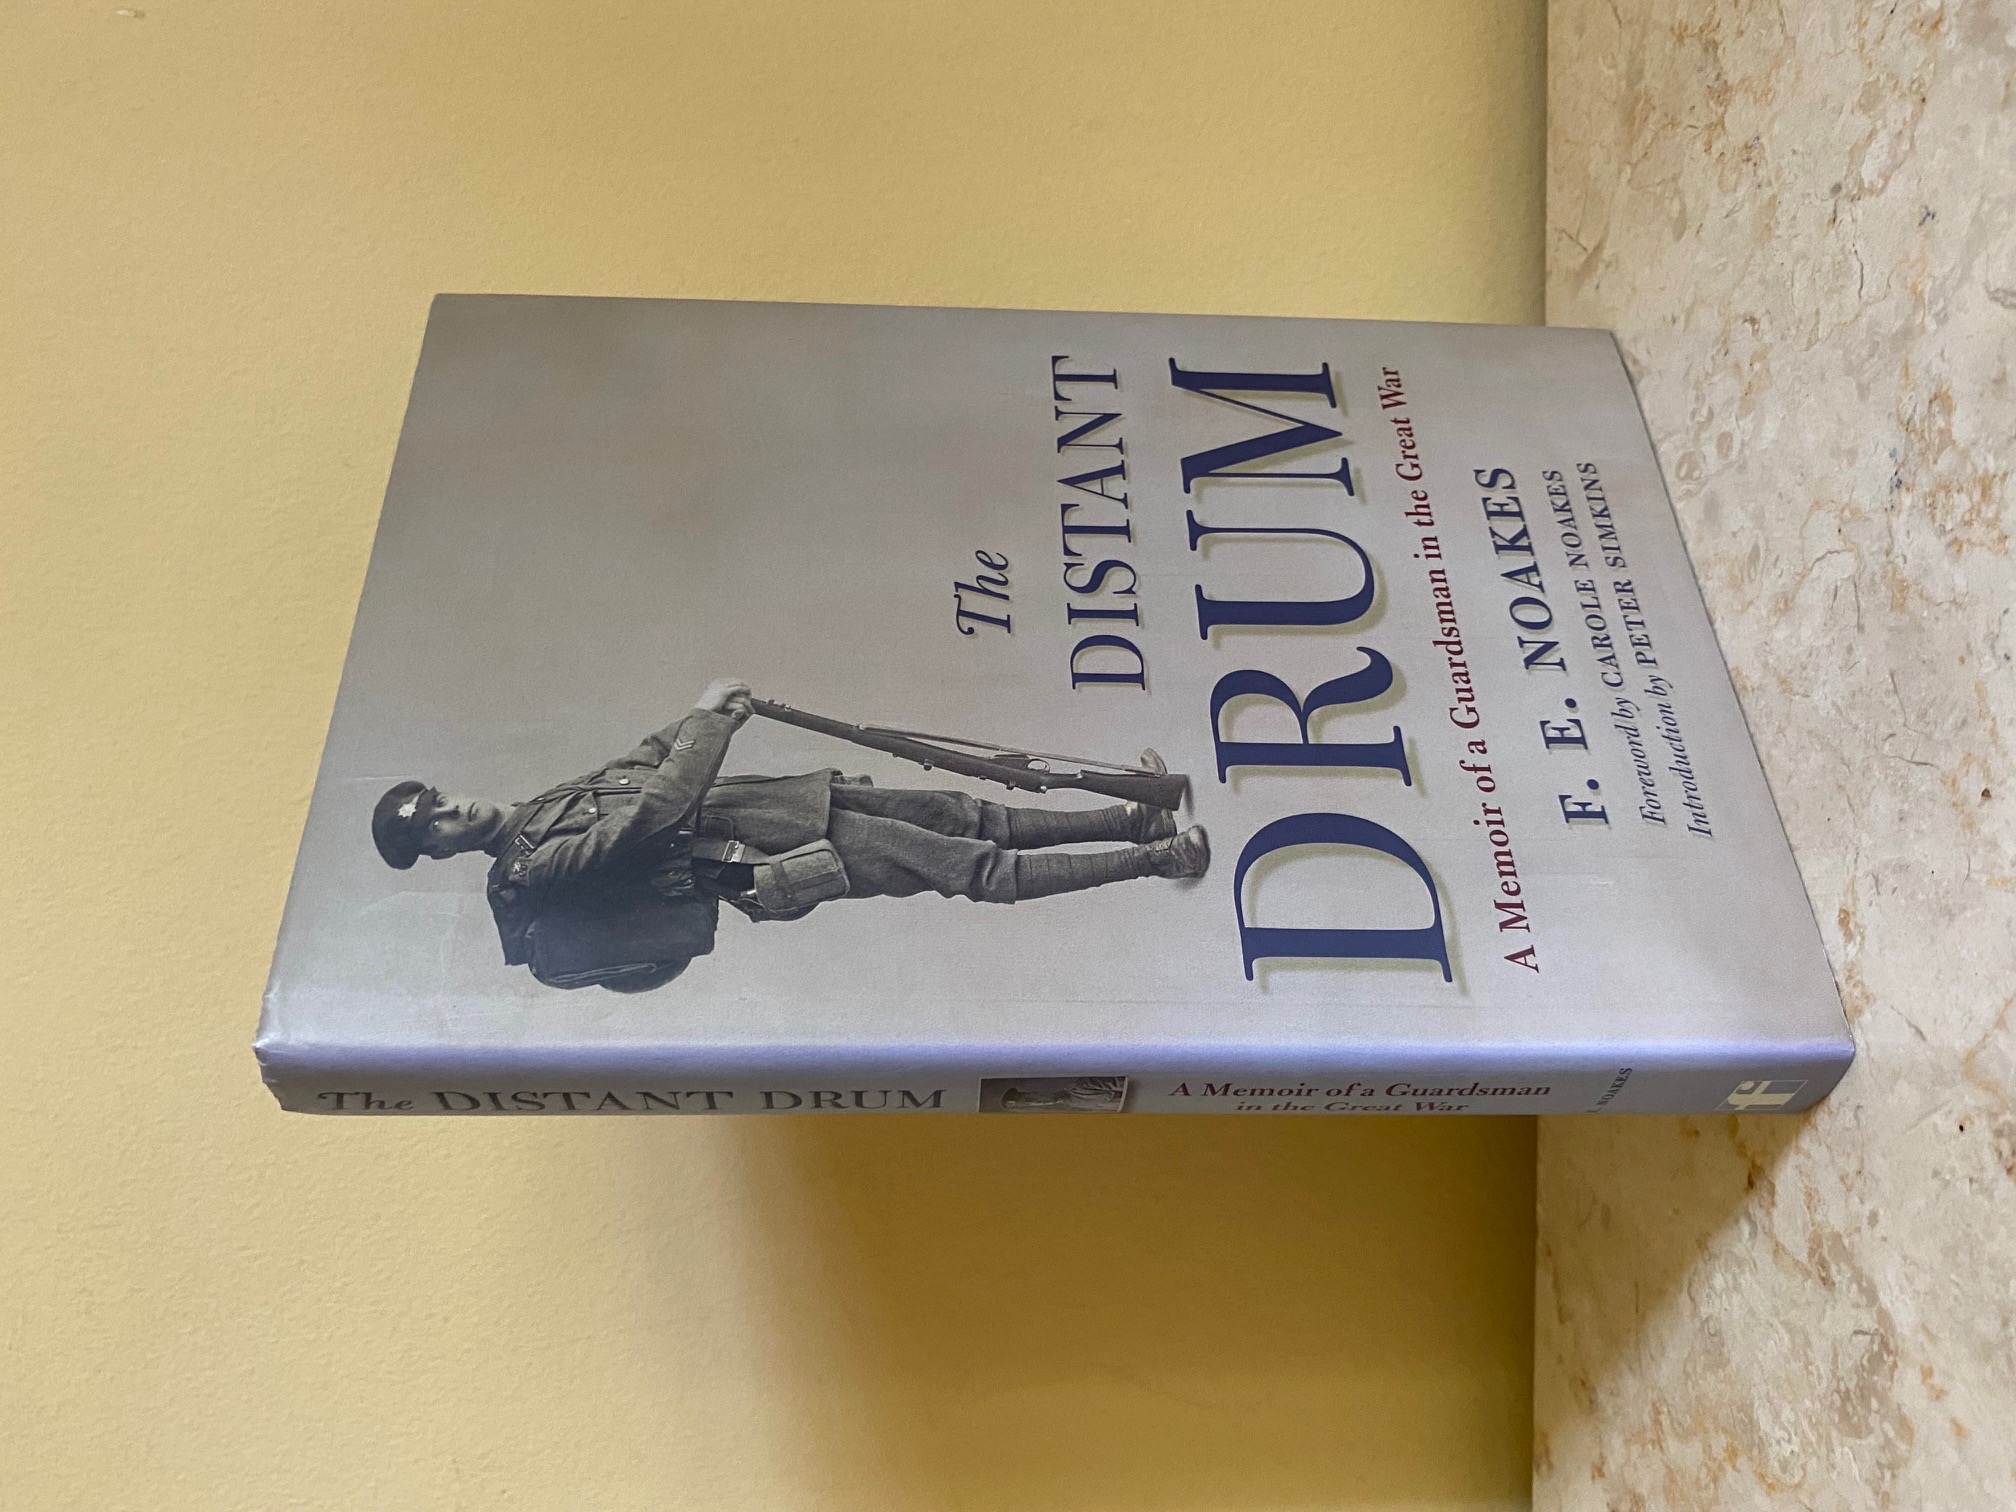 The
DISTANT
DRUM
A Memoir of a Guardsman in the Great War
F. E. NOAKES
Foreword by CAROLE NOAKES
Introduction by PETER SIMKINS
The DISTANT DRUM
A Memoir of a Guardsman
in the Great War
NOAKES